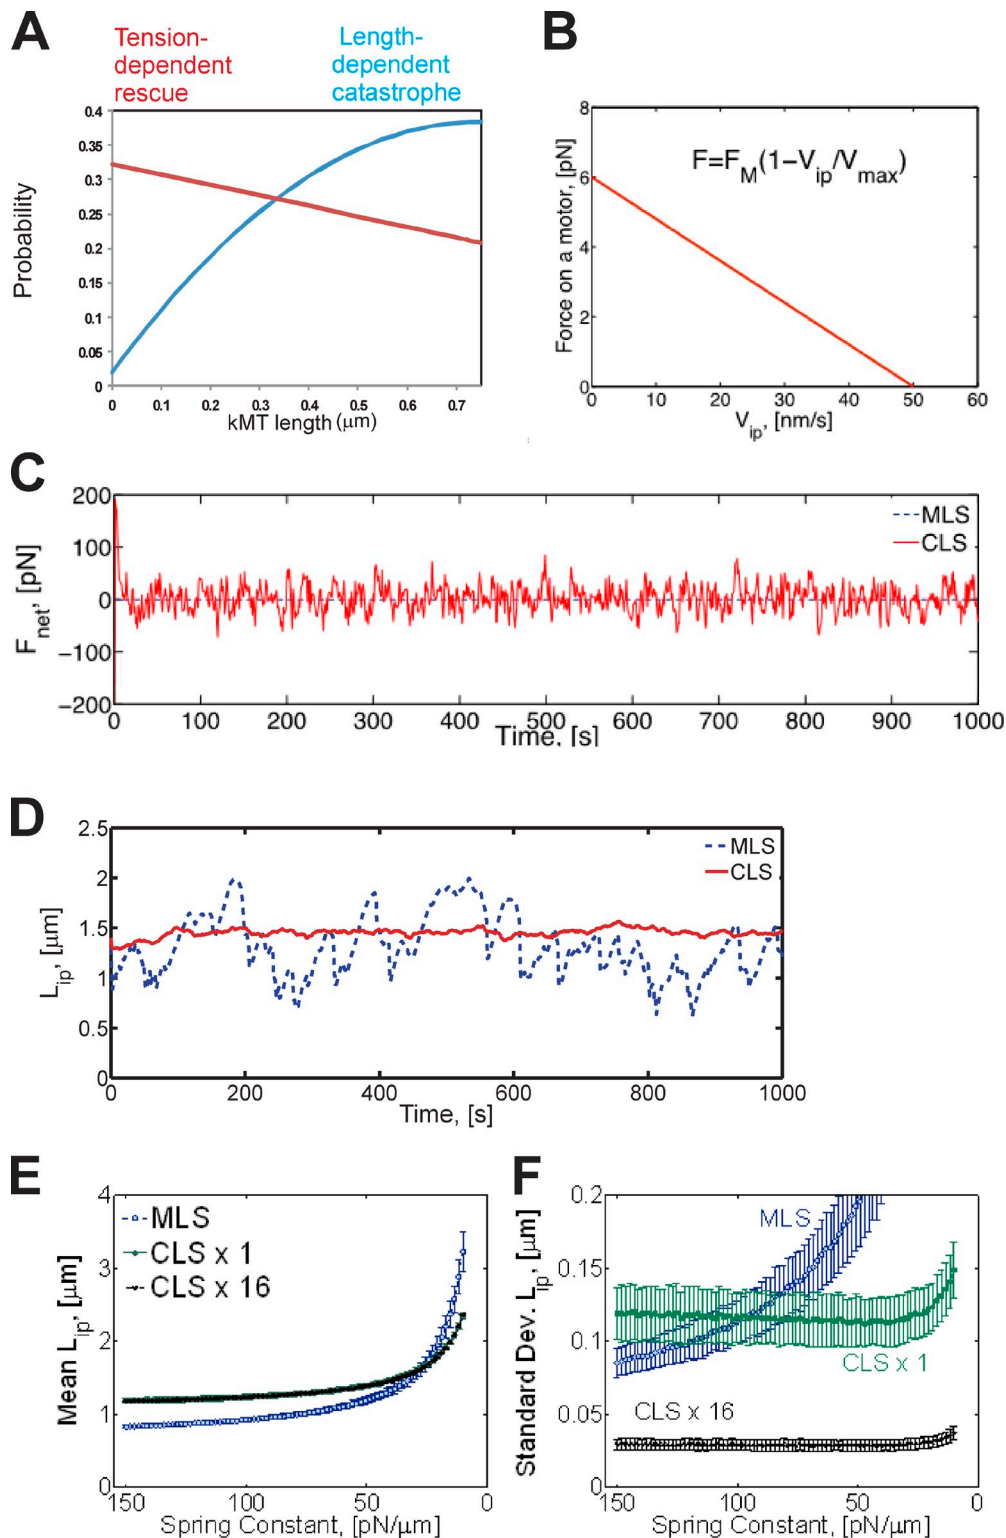 A
Tension-
dependent
rescue
Length-
dependent
catastrophe
0.4
0.35
0.3
0.25
0.2
0.15
0.1
0.05
0
Probability
0 0.1 0.2 0.3 0.4 0.5 0.6 0.7
kMT length (μm)
B
8
6
4
2
0
Force on a motor, [pN]
F=F_M(1−V_ip/V_max)
0 10 20 30 40 50 60
V_ip, [nm/s]
C
200
100
0
−100
−200
F_net, [pN]
MLS
CLS
0 100 200 300 400 500 600 700 800 900 1000
Time, [s]
D
2.5
2
1.5
1
0.5
0
L_ip, [μm]
MLS
CLS
0 200 400 600 800 1000
Time, [s]
E
4
3
2
1
0
Mean L_ip, [μm]
MLS
CLS x 1
CLS x 16
150 100 50 0
Spring Constant, [pN/μm]
F
0.2
0.15
0.1
0.05
0
Standard Dev. L_ip, [μm]
MLS
CLS x 1
CLS x 16
150 100 50 0
Spring Constant, [pN/μm]